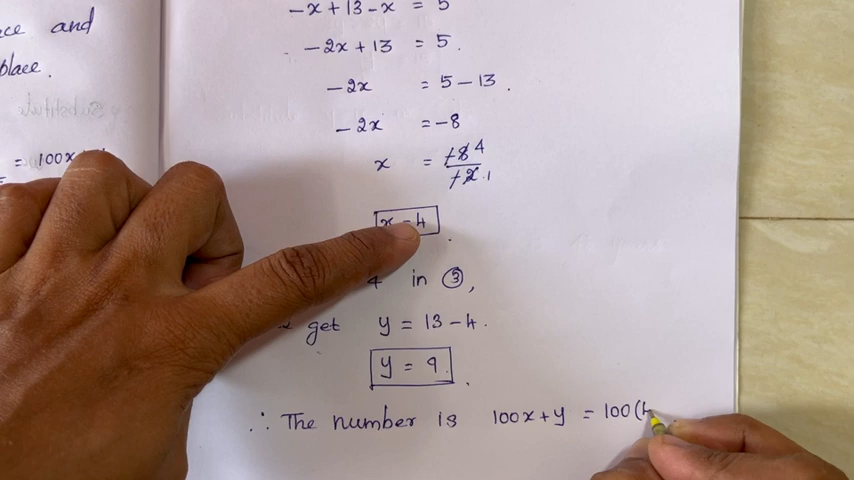 and
place.
= 100x
-x + 13 - x = 5
- 2x + 13 = 5.
- 2x = 5 - 13.
- 2x = -8
x = -8 4
-2 1
x = 4
4 in ③,
get y = 13 - 4.
y = 9.
∴ The number is 100x + y = 100(4